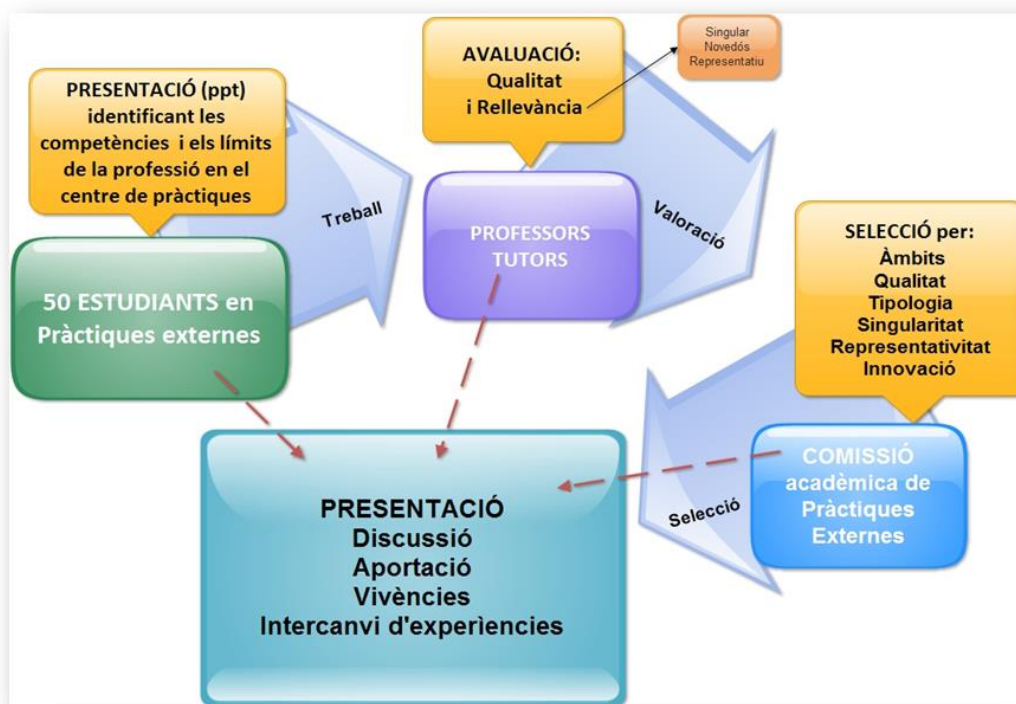 PRESENTACIÓ (ppt)
identificant les
competències i els límits
de la professió en el
centre de pràctiques
50 ESTUDIANTS en
Pràctiques externes
Treball
AVALUACIÓ:
Qualitat
i Rellevància
Singular
Novedós
Representatiu
PROFESSORS
TUTORS
Valoració
SELECCIÓ per:
Àmbits
Qualitat
Tipologia
Singularitat
Representativitat
Innovació
COMISSIÓ
acadèmica de
Pràctiques
Externes
Selecció
PRESENTACIÓ
Discussió
Aportació
Vivències
Intercanvi d'experìencies